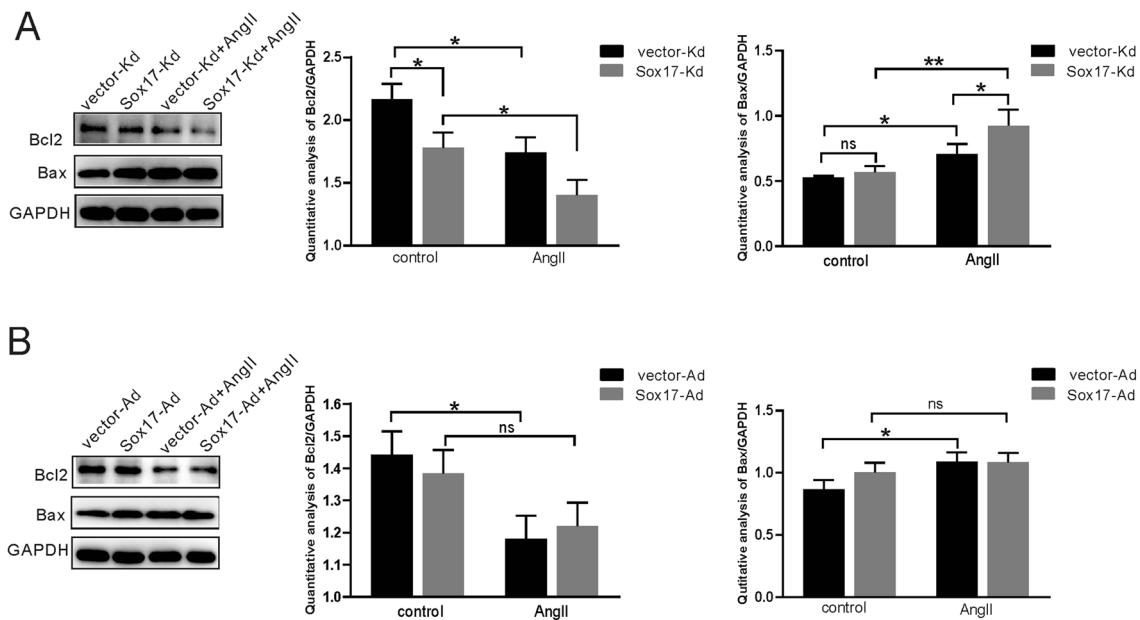 A
vector-Kd
Sox17-Kd
vector-Kd+AngII
Sox17-Kd+AngII
Bcl2
Bax
GAPDH
Quantitative analysis of Bcl2/GAPDH
2.5
2.0
1.5
1.0
*
*
*
control
AngII
vector-Kd
Sox17-Kd
Quantitative analysis of Bax/GAPDH
1.5
1.0
0.5
0.0
**
*
*
ns
control
AngII
vector-Kd
Sox17-Kd
B
vector-Ad
Sox17-Ad
vector-Ad+AngII
Sox17-Ad+AngII
Bcl2
Bax
GAPDH
Quantitative analysis of Bcl2/GAPDH
1.6
1.5
1.4
1.3
1.2
1.1
1.0
*
ns
control
AngII
vector-Ad
Sox17-Ad
Qutitative analysis of Bax/GAPDH
1.5
1.0
0.5
0.0
ns
*
control
AngII
vector-Ad
Sox17-Ad